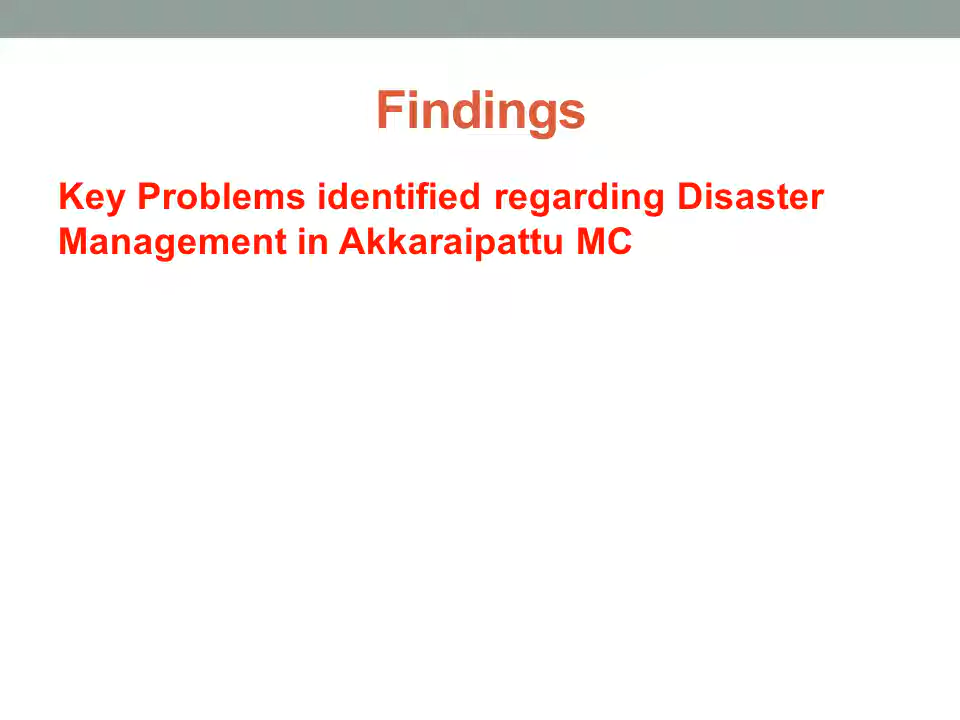 Findings
Key Problems identified regarding Disaster
Management in Akkaraipattu MC